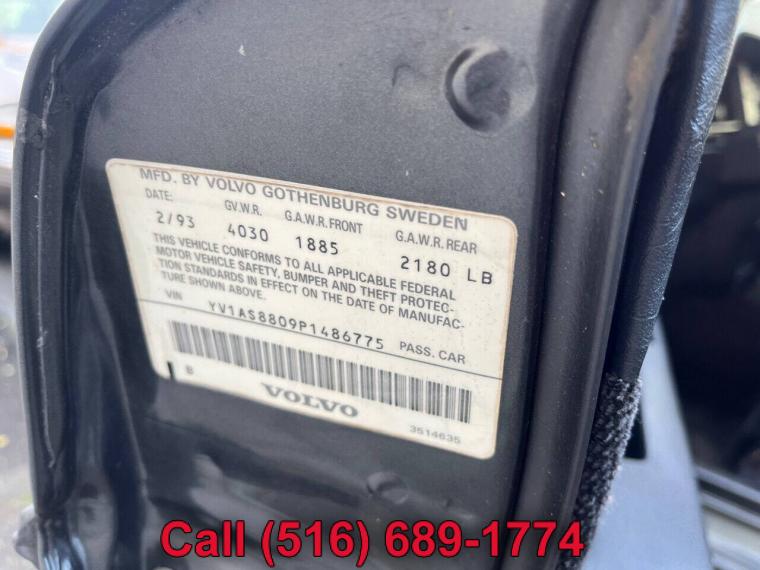 MFD. BY VOLVO GOTHENBURG SWEDEN
DATE: GV.W.R. G.A.W.R. FRONT G.A.W.R. REAR
2/93 4030 1885 2180 LB
THIS VEHICLE CONFORMS TO ALL APPLICABLE FEDERAL
MOTOR VEHICLE SAFETY, BUMPER AND THEFT PROTEC-
TION STANDARDS IN EFFECT ON THE DATE OF MANUFAC-
TURE SHOWN ABOVE.
VIN YV1AS8809P1486775 PASS. CAR
B VOLVO
3514635
Call (516) 689-1774